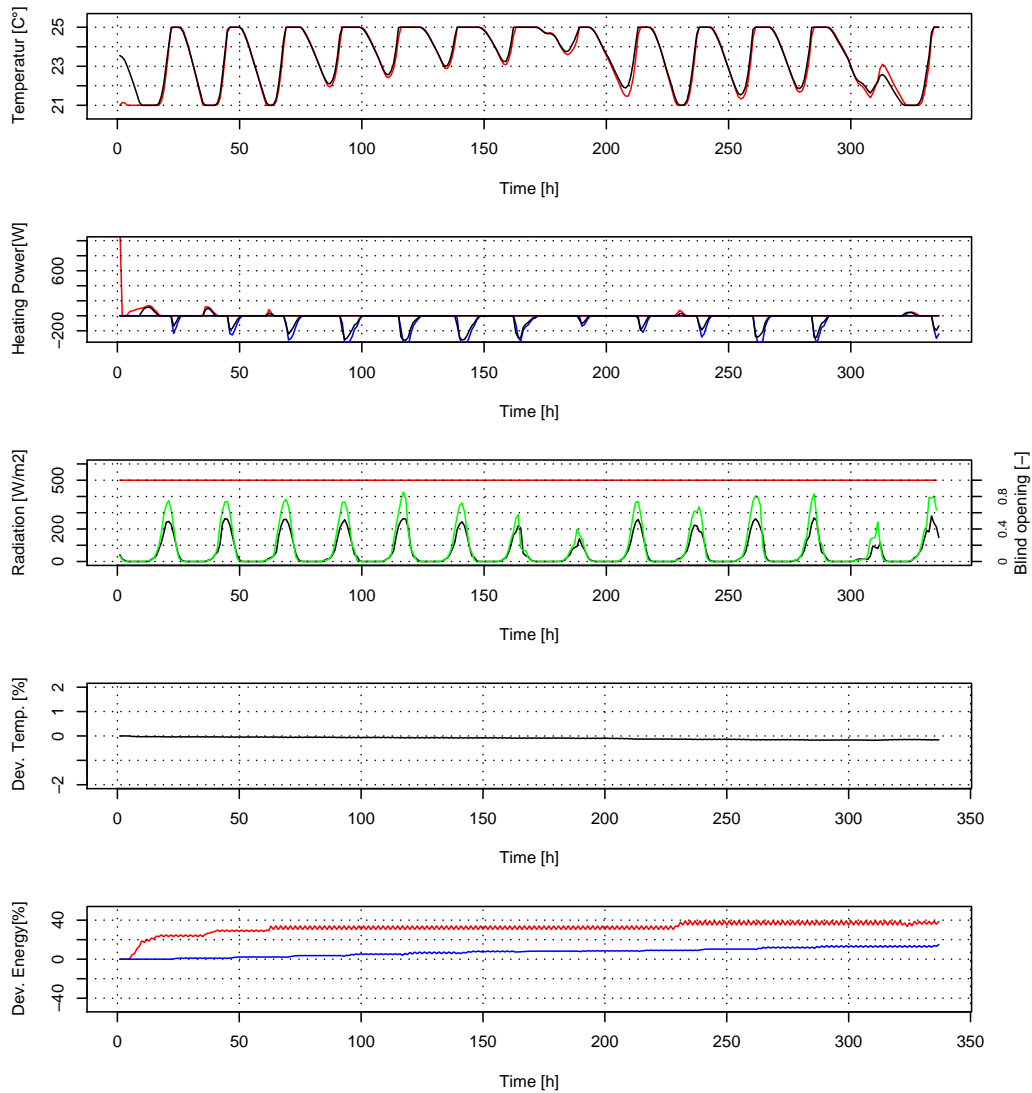 Temperatur [C°]
25
23
21
0 50 100 150 200 250 300
Time [h]
Heating Power[W]
600
−200
0 50 100 150 200 250 300
Time [h]
Radiation [W/m2]
500
200
0
0.8
0.4
0
Blind opening [−]
0 50 100 150 200 250 300
Time [h]
Dev. Temp. [%]
2
1
0
−2
0 50 100 150 200 250 300 350
Time [h]
Dev. Energy[%]
40
0
−40
0 50 100 150 200 250 300 350
Time [h]